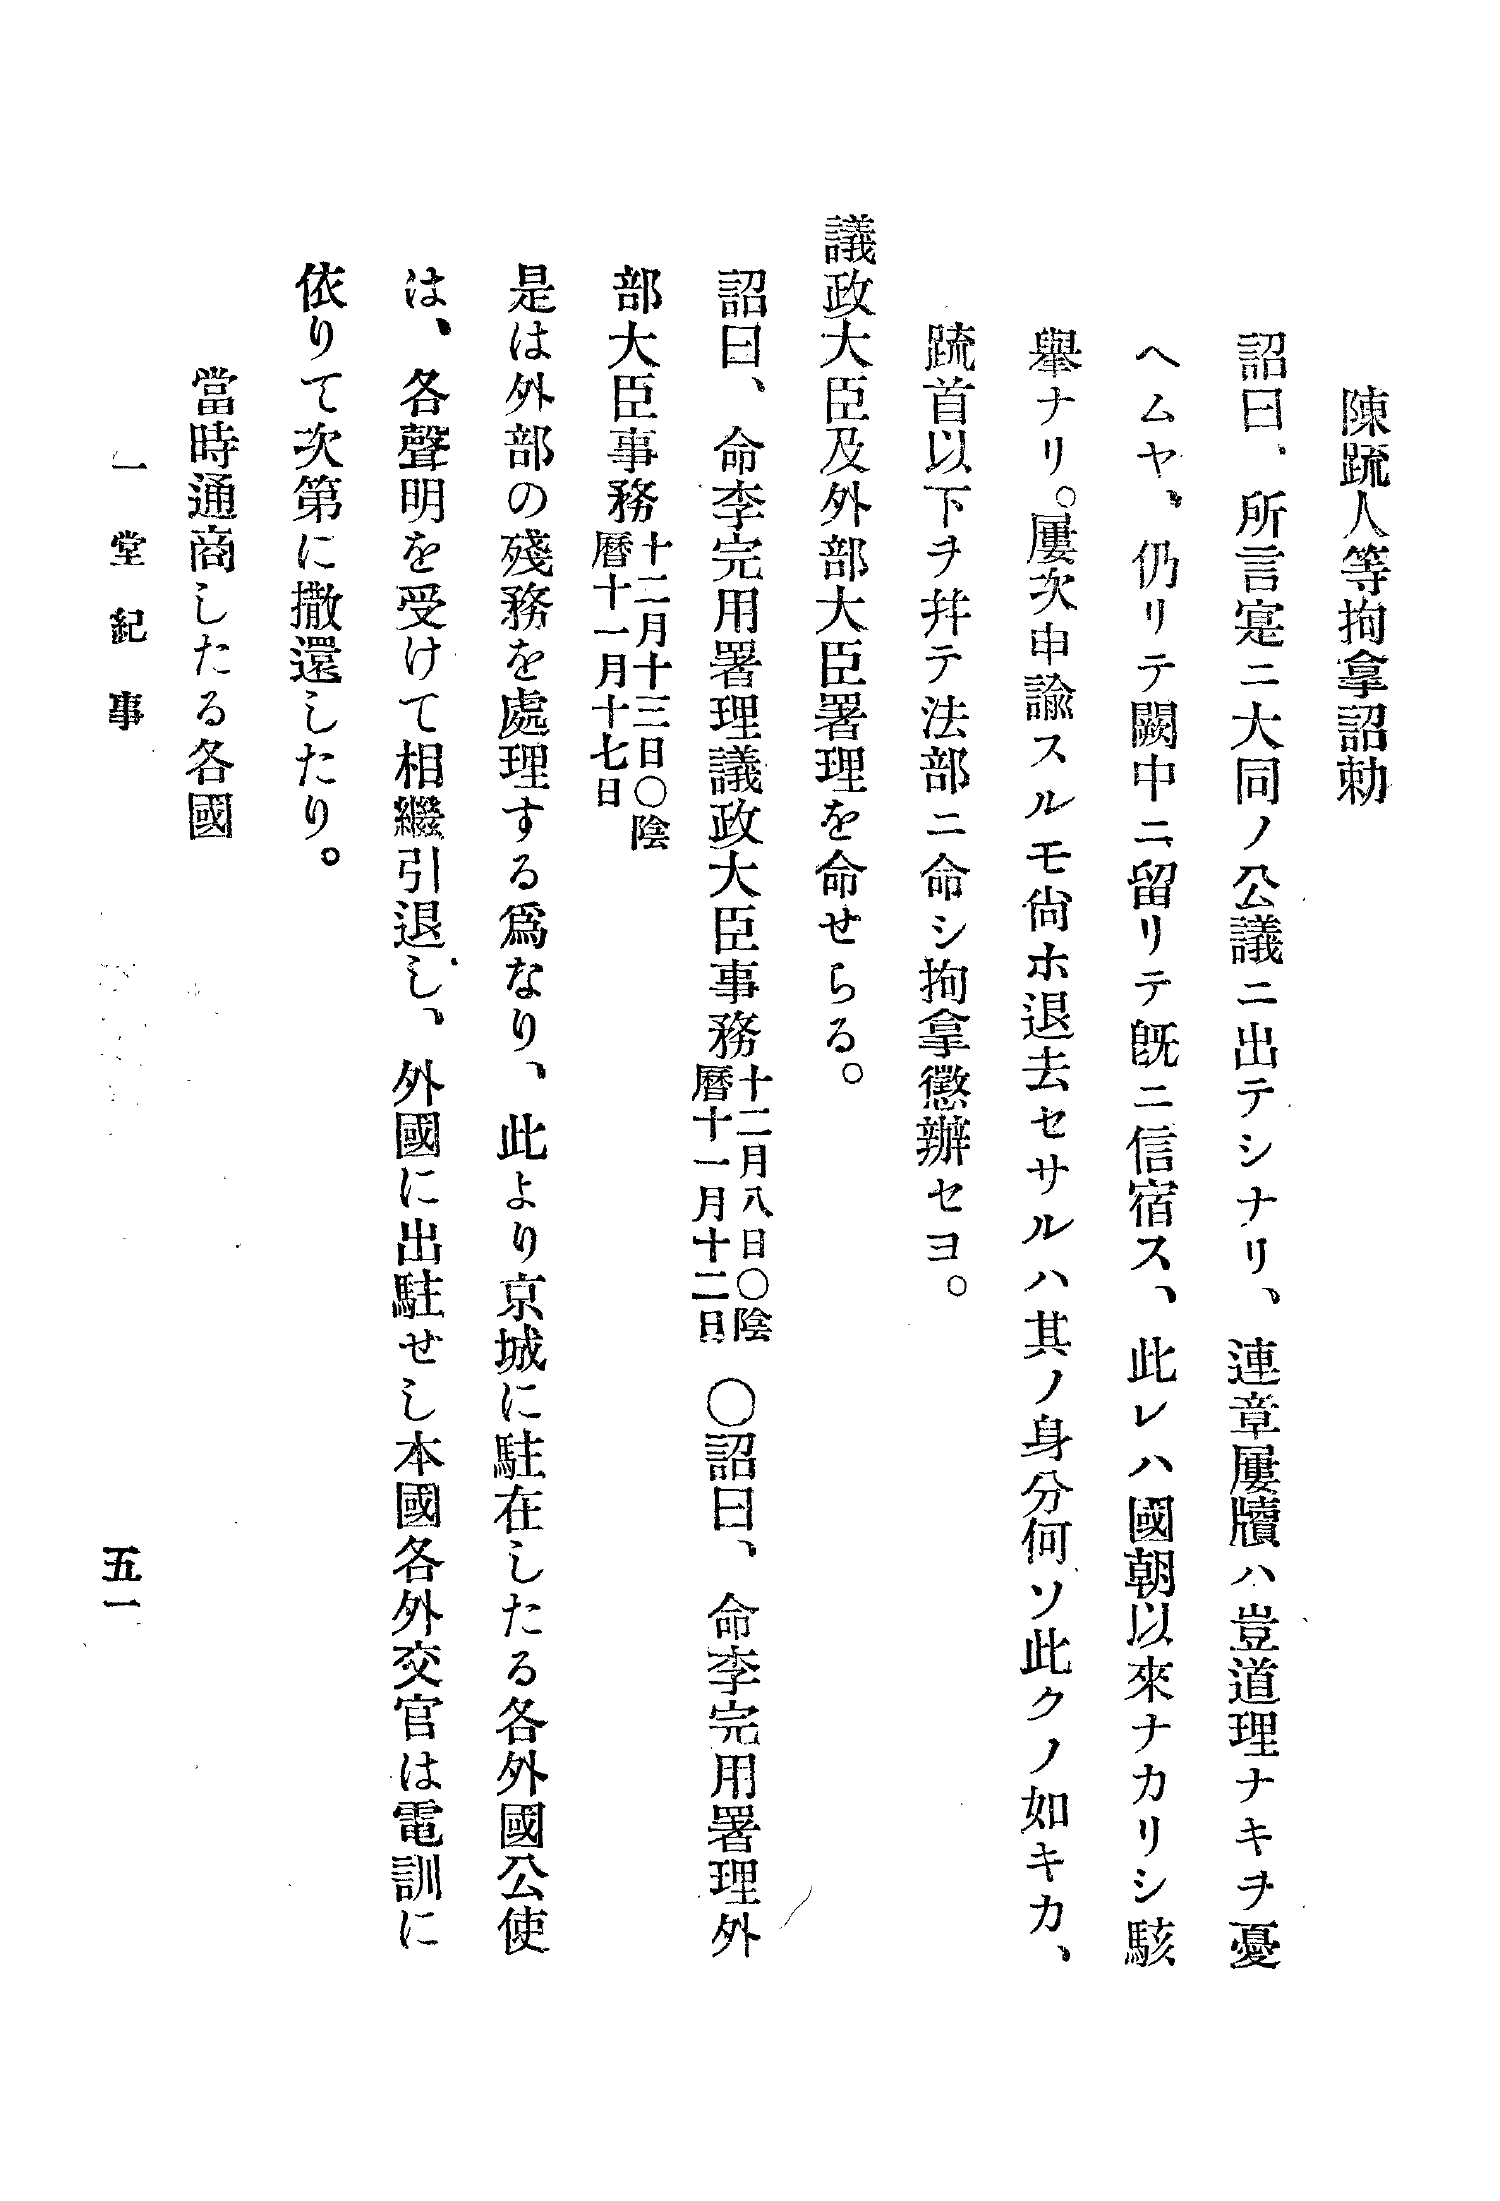 陳䟽人等拘拿詔勅
詔曰、所言寔ニ大同ノ公議ニ出テシナリ、連章屢牘ハ豈道理ナキヲ憂
ヘムヤ、仍リテ闕中ニ留リテ旣ニ信宿ス、此レハ國朝以來ナカリシ駭
擧ナリ。屢次申諭スルモ尙ホ退去セサルハ其ノ身分何ソ此クノ如キカ、
䟽首以下ヲ幷テ法部ニ命シ拘拿懲辦セヨ。
議政大臣及外部大臣署理を命せらる。
詔曰、命李完用署理議政大臣事務十二月八日〇陰曆十一月十二日 〇詔曰、命李完用署理外
部大臣事務十二月十三日〇陰曆十一月十七日
是は外部の殘務を處理する爲なり、此より京城に駐在したる各外國公使
は、各聲明を受けて相繼引退し、外國に出駐せし本國各外交官は電訓に
依りて次第に撤還したり。
當時通商したる各國
一堂紀事
五一